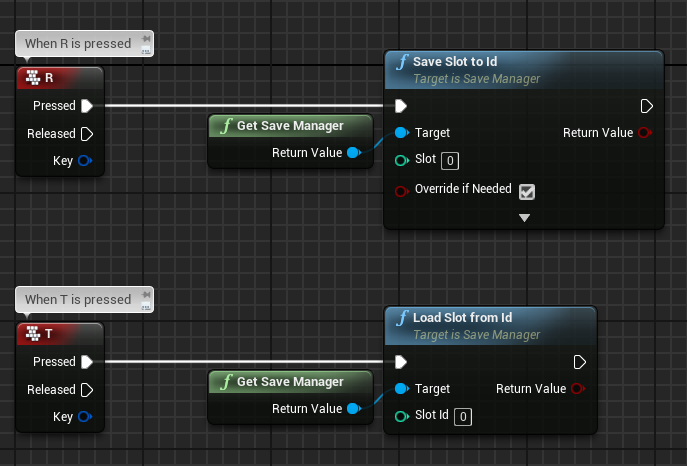 When R is pressed
R
Pressed
Released
Key
f Get Save Manager
Return Value
f Save Slot to Id
Target is Save Manager
Target
Return Value
Slot 0
Override if Needed
When T is pressed
T
Pressed
Released
Key
f Get Save Manager
Return Value
f Load Slot from Id
Target is Save Manager
Target
Return Value
Slot Id 0